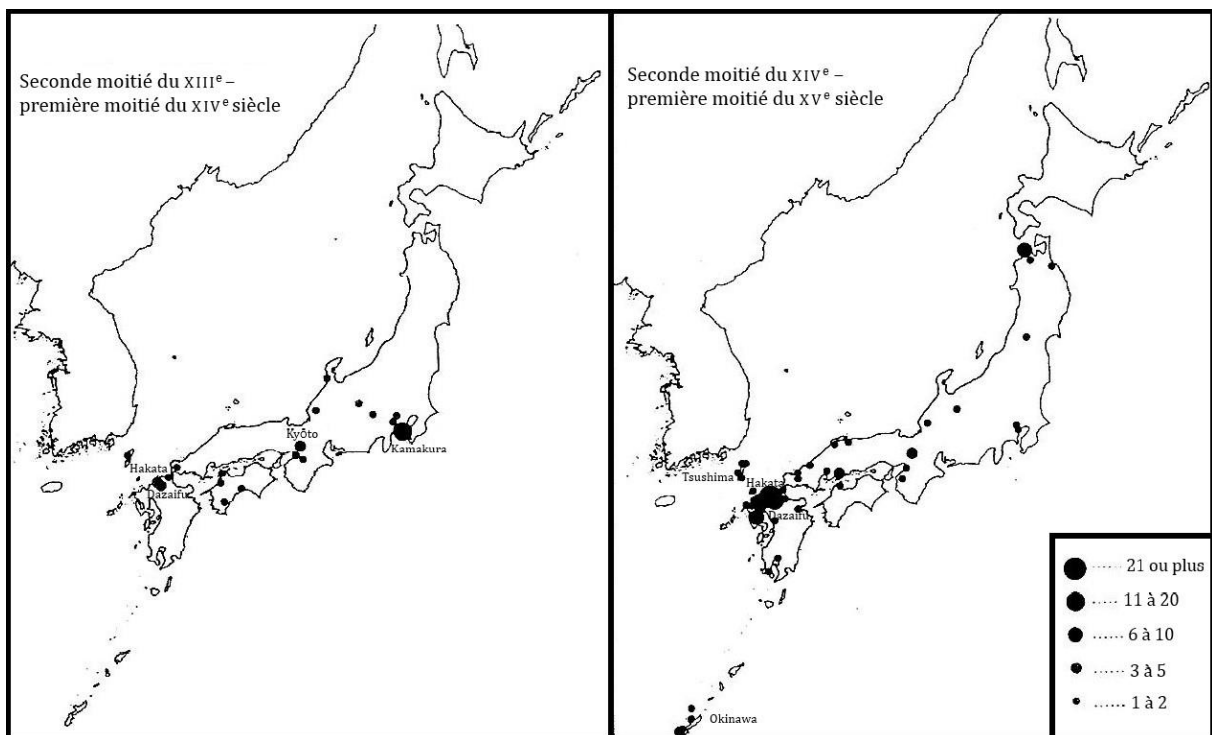 Seconde moitié du XIIIᵉ –
première moitié du XIVᵉ siècle
Kyōto
Kamakura
Hakata
Dazaifu
Seconde moitié du XIVᵉ –
première moitié du XVᵉ siècle
Tsushima
Hakata
Dazaifu
Okinawa
21 ou plus
11 à 20
6 à 10
3 à 5
1 à 2